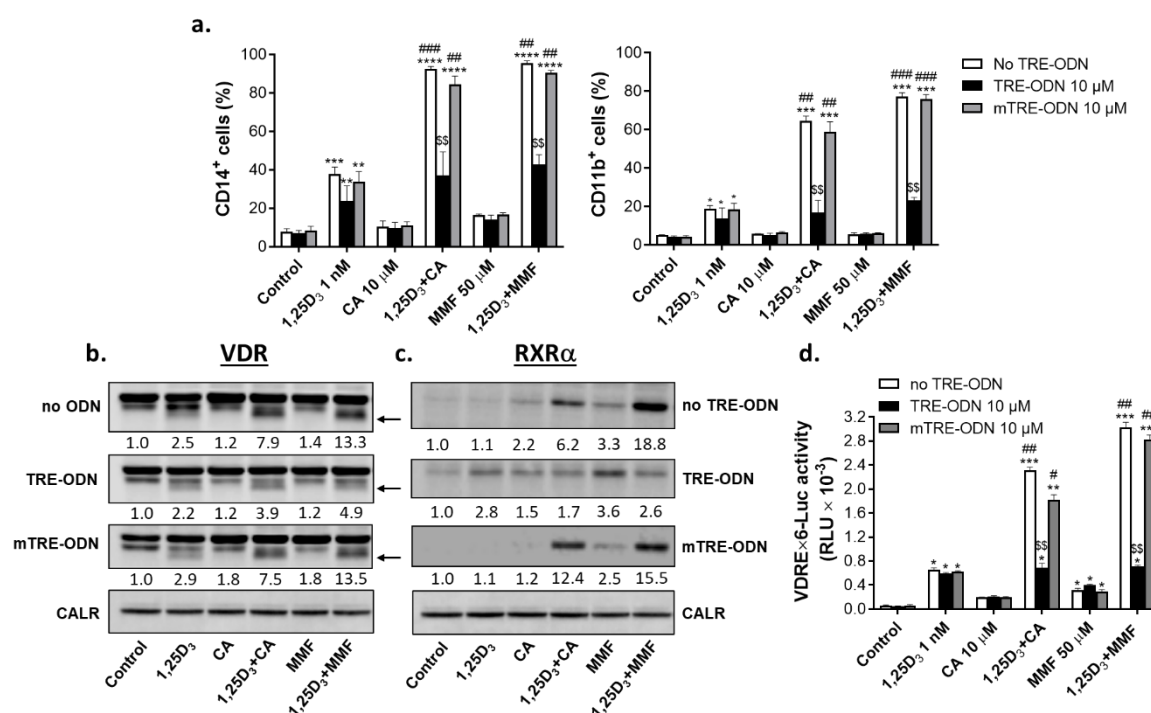 a.
CD14+ cells (%)
100
80
60
40
20
0
***
**
**
###
****
##
****
$$
##
****
##
****
$$
Control
1,25D3 1 nM
CA 10 µM
1,25D3+CA
MMF 50 µM
1,25D3+MMF
CD11b+ cells (%)
100
80
60
40
20
0
*
*
*
##
***
##
***
$$
###
***
###
***
$$
Control
1,25D3 1 nM
CA 10 µM
1,25D3+CA
MMF 50 µM
1,25D3+MMF
No TRE-ODN
TRE-ODN 10 µM
mTRE-ODN 10 µM
b.
VDR
no ODN
1.0 2.5 1.2 7.9 1.4 13.3
TRE-ODN
1.0 2.2 1.2 3.9 1.2 4.9
mTRE-ODN
1.0 2.9 1.8 7.5 1.8 13.5
CALR
Control
1,25D3
CA
1,25D3+CA
MMF
1,25D3+MMF
c.
RXRα
no TRE-ODN
1.0 1.1 2.2 6.2 3.3 18.8
TRE-ODN
1.0 2.8 1.5 1.7 3.6 2.6
mTRE-ODN
1.0 1.1 1.2 12.4 2.5 15.5
CALR
Control
1,25D3
CA
1,25D3+CA
MMF
1,25D3+MMF
d.
no TRE-ODN
TRE-ODN 10 µM
mTRE-ODN 10 µM
VDRE×6-Luc activity
(RLU × 10-3)
3.2
2.8
2.4
2.0
1.6
1.2
0.8
0.4
0.0
*
*
*
##
***
#
**
$$
*
*
*
*
##
***
##
**
$$
*
Control
1,25D3 1 nM
CA 10 µM
1,25D3+CA
MMF 50 µM
1,25D3+MMF